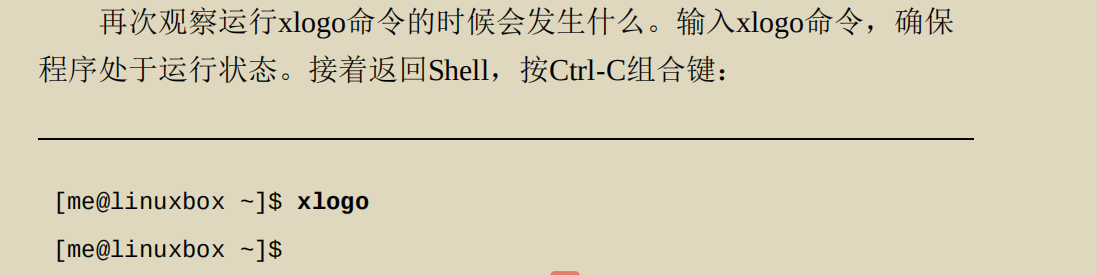 再次观察运行xlogo命令的时候会发生什么。输入xlogo命令，确保
程序处于运行状态。接着返回Shell，按Ctrl-C组合键：
[me@linuxbox ~]$ xlogo
[me@linuxbox ~]$